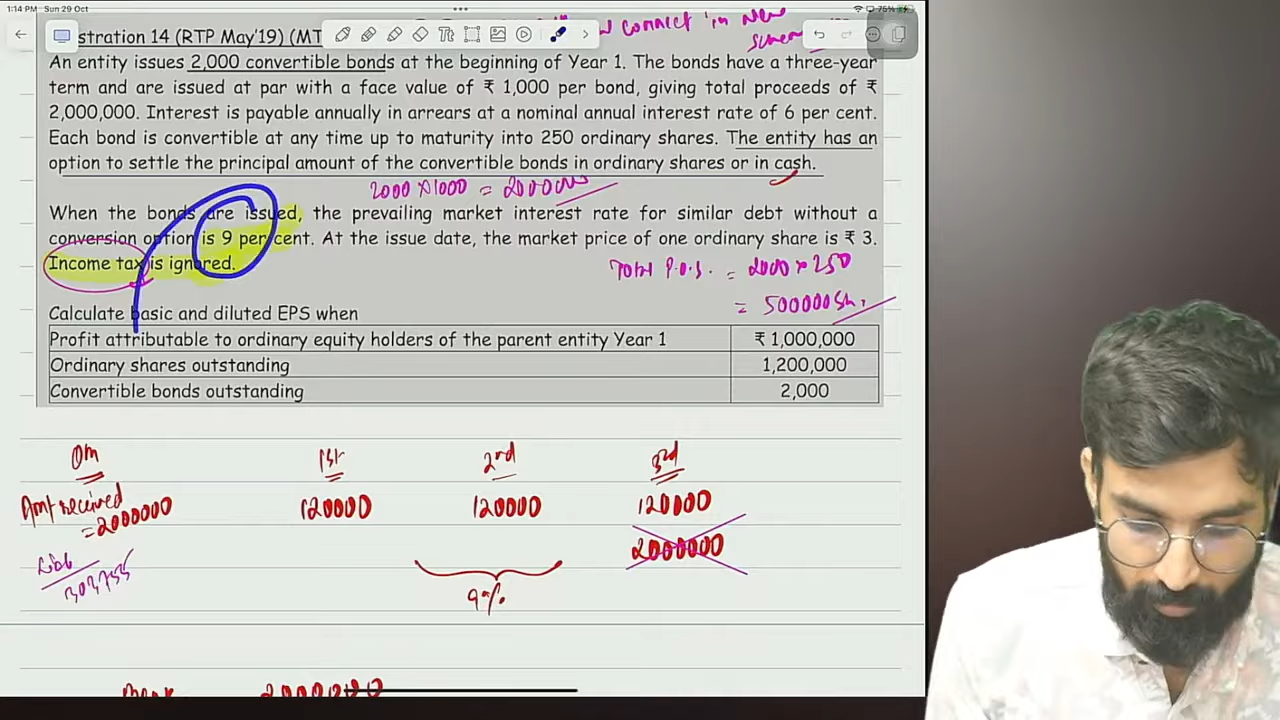 1:14 PM Sun 29 Oct
75%
connect in New
scheme
stration 14 (RTP May'19) (MT
An entity issues 2,000 convertible bonds at the beginning of Year 1. The bonds have a three-year
term and are issued at par with a face value of ₹ 1,000 per bond, giving total proceeds of ₹
2,000,000. Interest is payable annually in arrears at a nominal annual interest rate of 6 per cent.
Each bond is convertible at any time up to maturity into 250 ordinary shares. The entity has an
option to settle the principal amount of the convertible bonds in ordinary shares or in cash.
2000 × 1000 = 2000000
When the bonds are issued, the prevailing market interest rate for similar debt without a
conversion option is 9 per cent. At the issue date, the market price of one ordinary share is ₹ 3.
Income tax is ignored.
Total P.O.S. = 2000 × 250
= 500000 Sh.
Calculate basic and diluted EPS when
Profit attributable to ordinary equity holders of the parent entity Year 1 ₹ 1,000,000
Ordinary shares outstanding 1,200,000
Convertible bonds outstanding 2,000
0m 1st 2nd 3rd
Amt received 120000 120000 120000
= 2000000
2000000
Liab
303755
9%
Bank 2000000